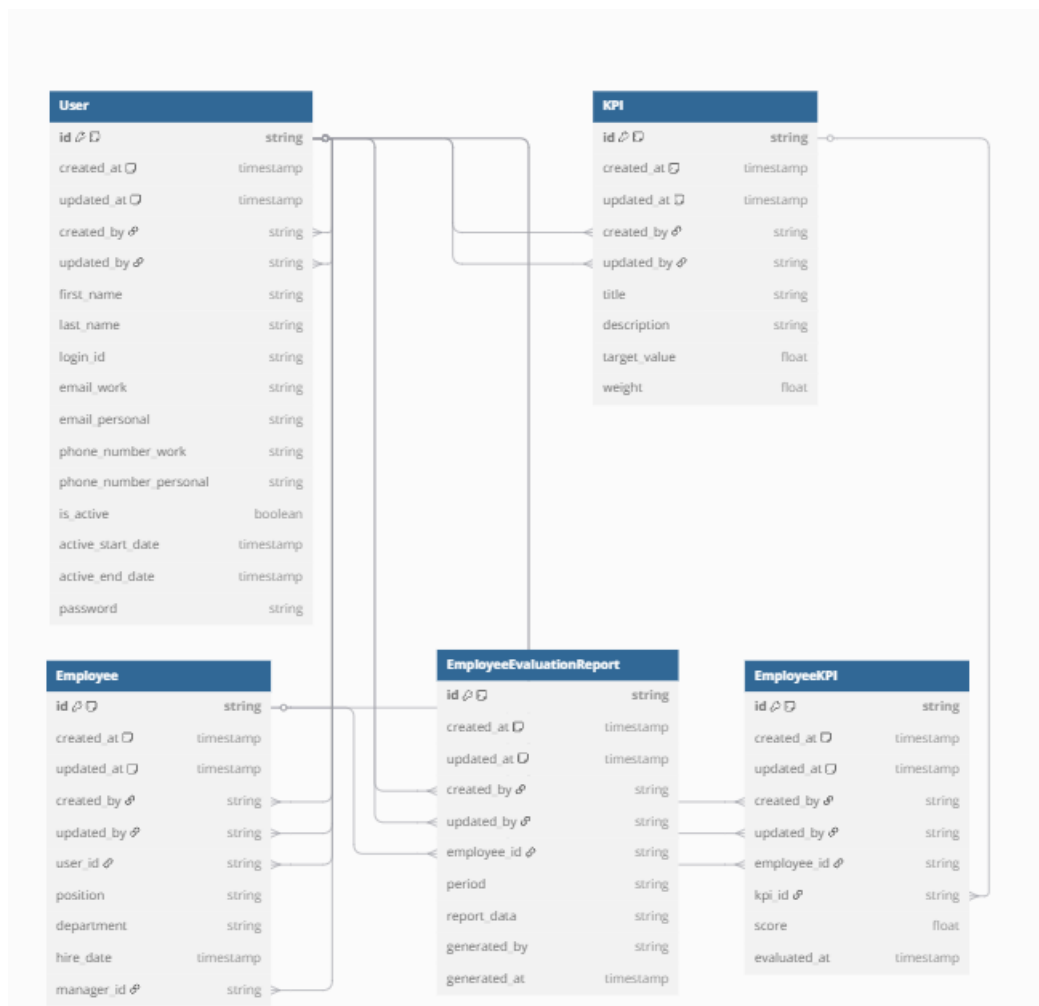 User
id string
created_at timestamp
updated_at timestamp
created_by string
updated_by string
first_name string
last_name string
login_id string
email_work string
email_personal string
phone_number_work string
phone_number_personal string
is_active boolean
active_start_date timestamp
active_end_date timestamp
password string
KPI
id string
created_at timestamp
updated_at timestamp
created_by string
updated_by string
title string
description string
target_value float
weight float
Employee
id string
created_at timestamp
updated_at timestamp
created_by string
updated_by string
user_id string
position string
department string
hire_date timestamp
manager_id string
EmployeeEvaluationReport
id string
created_at timestamp
updated_at timestamp
created_by string
updated_by string
employee_id string
period string
report_data string
generated_by string
generated_at timestamp
EmployeeKPI
id string
created_at timestamp
updated_at timestamp
created_by string
updated_by string
employee_id string
kpi_id string
score float
evaluated_at timestamp